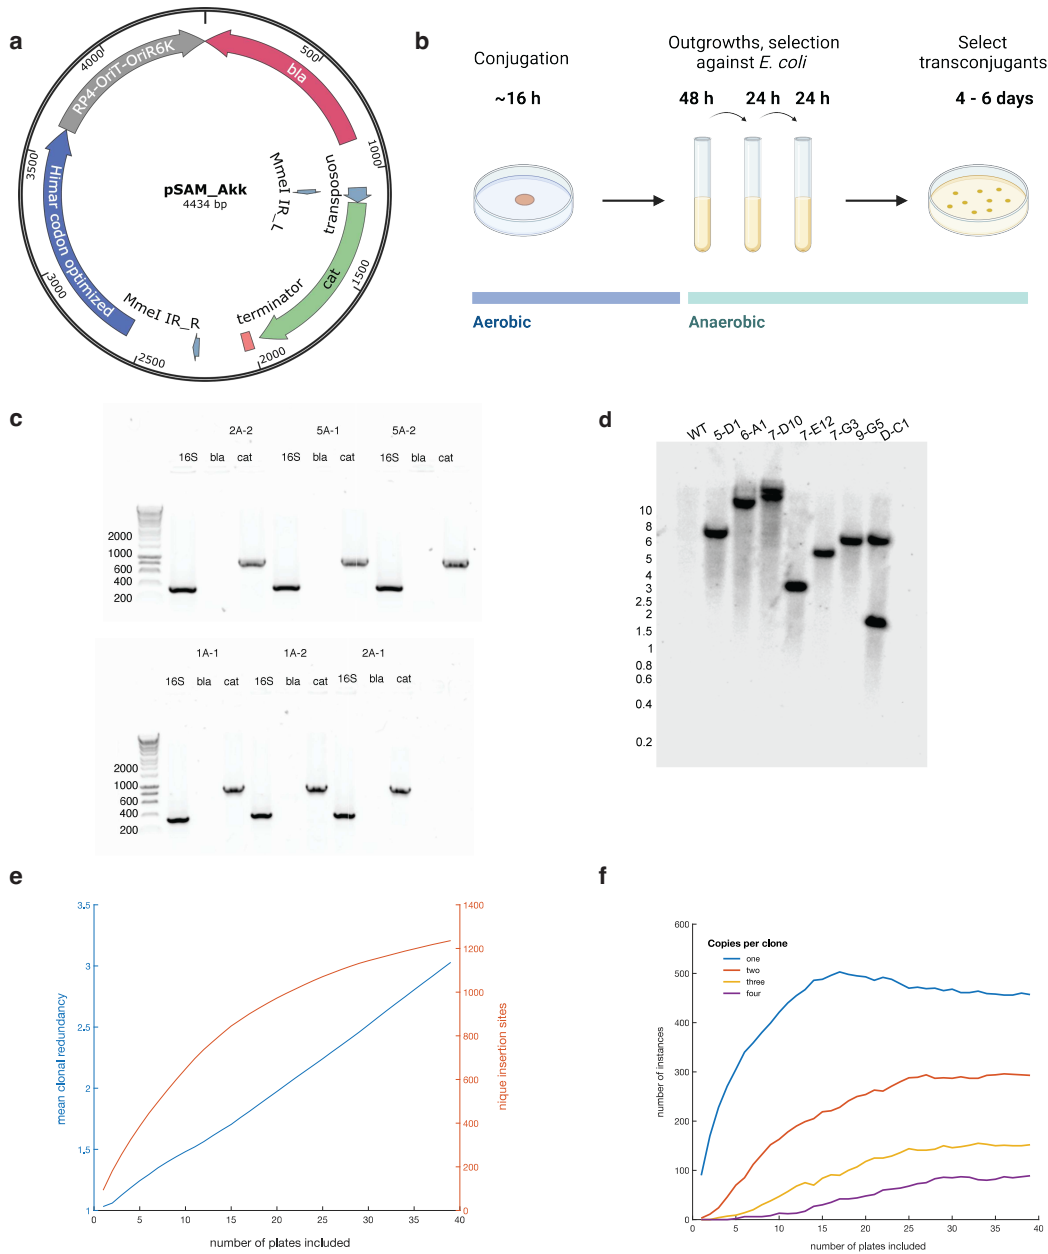 a
pSAM_Akk
4434 bp
500
1000
1500
2000
2500
3000
3500
4000
bla
transposon
MmeI IR_L
cat
terminator
MmeI IR_R
Himar codon optimized
RP4-OriT-OriR6K
b
Conjugation
~16 h
Outgrowths, selection
against E. coli
48 h 24 h 24 h
Select
transconjugants
4 - 6 days
Aerobic
Anaerobic
c
2A-2 5A-1 5A-2
16S bla cat 16S bla cat 16S bla cat
2000
1000
600
400
200
1A-1 1A-2 2A-1
16S bla cat 16S bla cat 16S bla cat
2000
1000
600
400
200
d
WT 5-D1 6-A1 7-D10 7-E12 7-G3 9-G5 D-C1
10
8
6
5
4
3
2.5
2
1.5
1
0.8
0.6
0.4
0.2
e
mean clonal redundancy
3.5
3
2.5
2
1.5
1
1400
1200
1000
800
600
400
200
0
nique insertion sites
0 5 10 15 20 25 30 35 40
number of plates included
f
number of instances
600
500
400
300
200
100
0
Copies per clone
one
two
three
four
0 5 10 15 20 25 30 35 40
number of plates included